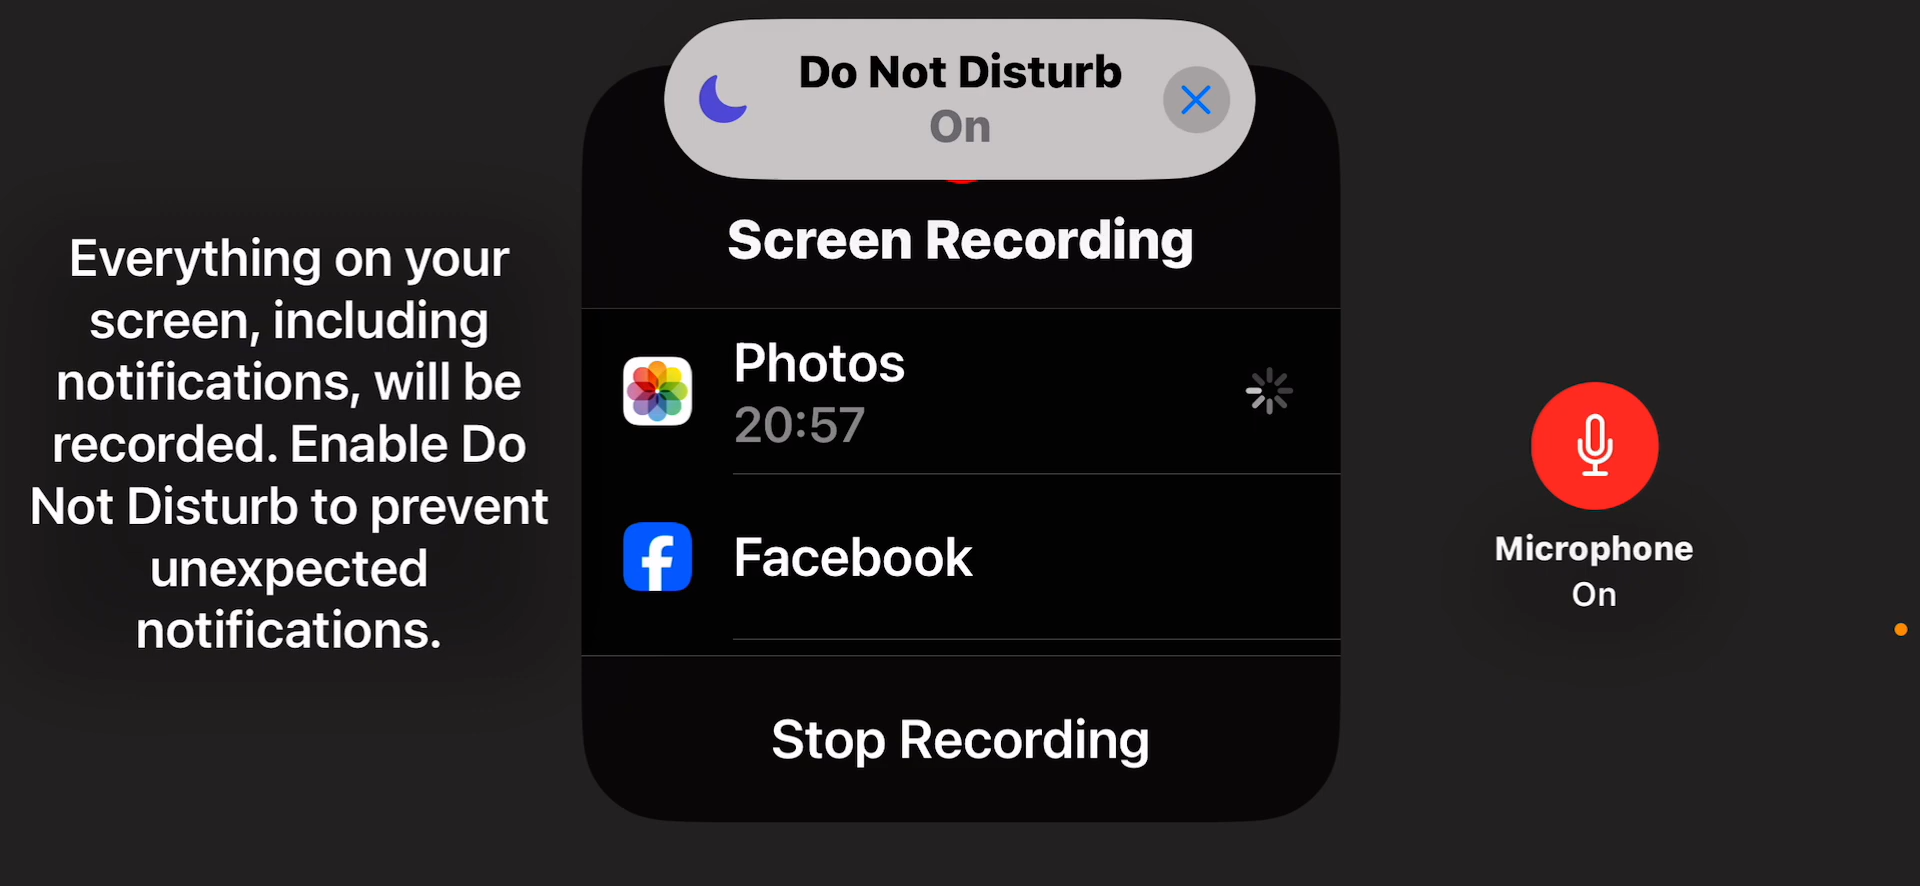 Do Not Disturb
On
Everything on your
screen, including
notifications, will be
recorded. Enable Do
Not Disturb to prevent
unexpected
notifications.
Screen Recording
Photos
20:57
Facebook
Stop Recording
Microphone
On